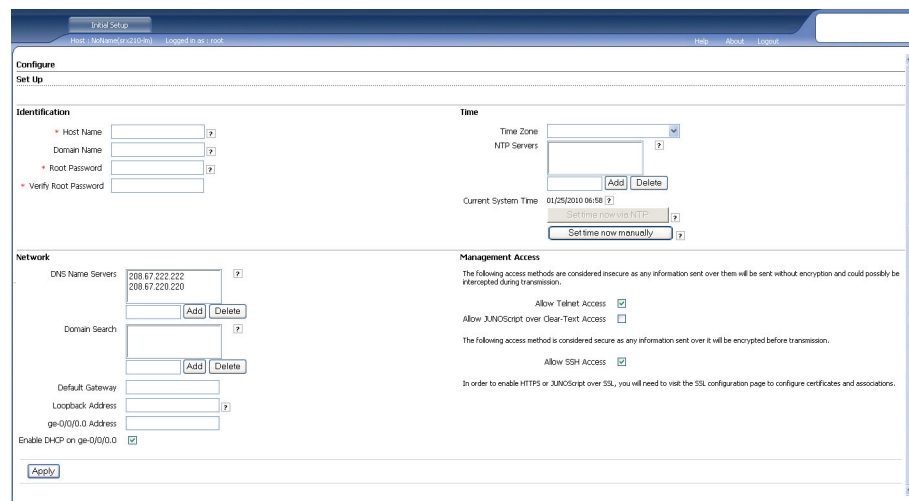 Initial Setup
Host : NoName(srx210-lm) Logged in as : root
Help About Logout
Configure
Set Up
Identification
* Host Name ?
Domain Name ?
* Root Password ?
* Verify Root Password
Time
Time Zone
NTP Servers ?
Add Delete
Current System Time 01/25/2010 06:58 ?
Set time now via NTP ?
Set time now manually ?
Network
DNS Name Servers ?
208.67.222.222
208.67.220.220
Add Delete
Domain Search ?
Add Delete
Default Gateway
Loopback Address ?
ge-0/0/0.0 Address
Enable DHCP on ge-0/0/0.0
Management Access
The following access methods are considered insecure as any information sent over them will be sent without encryption and could possibly be
intercepted during transmission.
Allow Telnet Access
Allow JUNOScript over Clear-Text Access
The following access method is considered secure as any information sent over it will be encrypted before transmission.
Allow SSH Access
In order to enable HTTPS or JUNOScript over SSL, you will need to visit the SSL configuration page to configure certificates and associations.
Apply